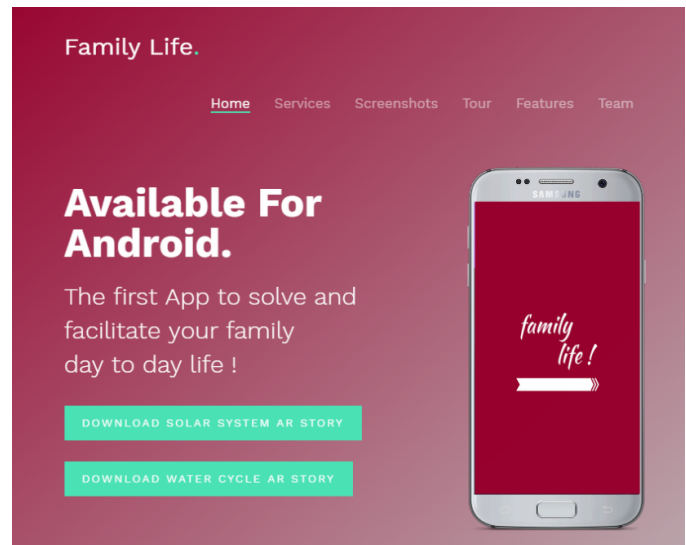 Family Life.
Home Services Screenshots Tour Features Team
Available For
Android.
The first App to solve and
facilitate your family
day to day life !
DOWNLOAD SOLAR SYSTEM AR STORY
DOWNLOAD WATER CYCLE AR STORY
SAMSUNG
family
life !